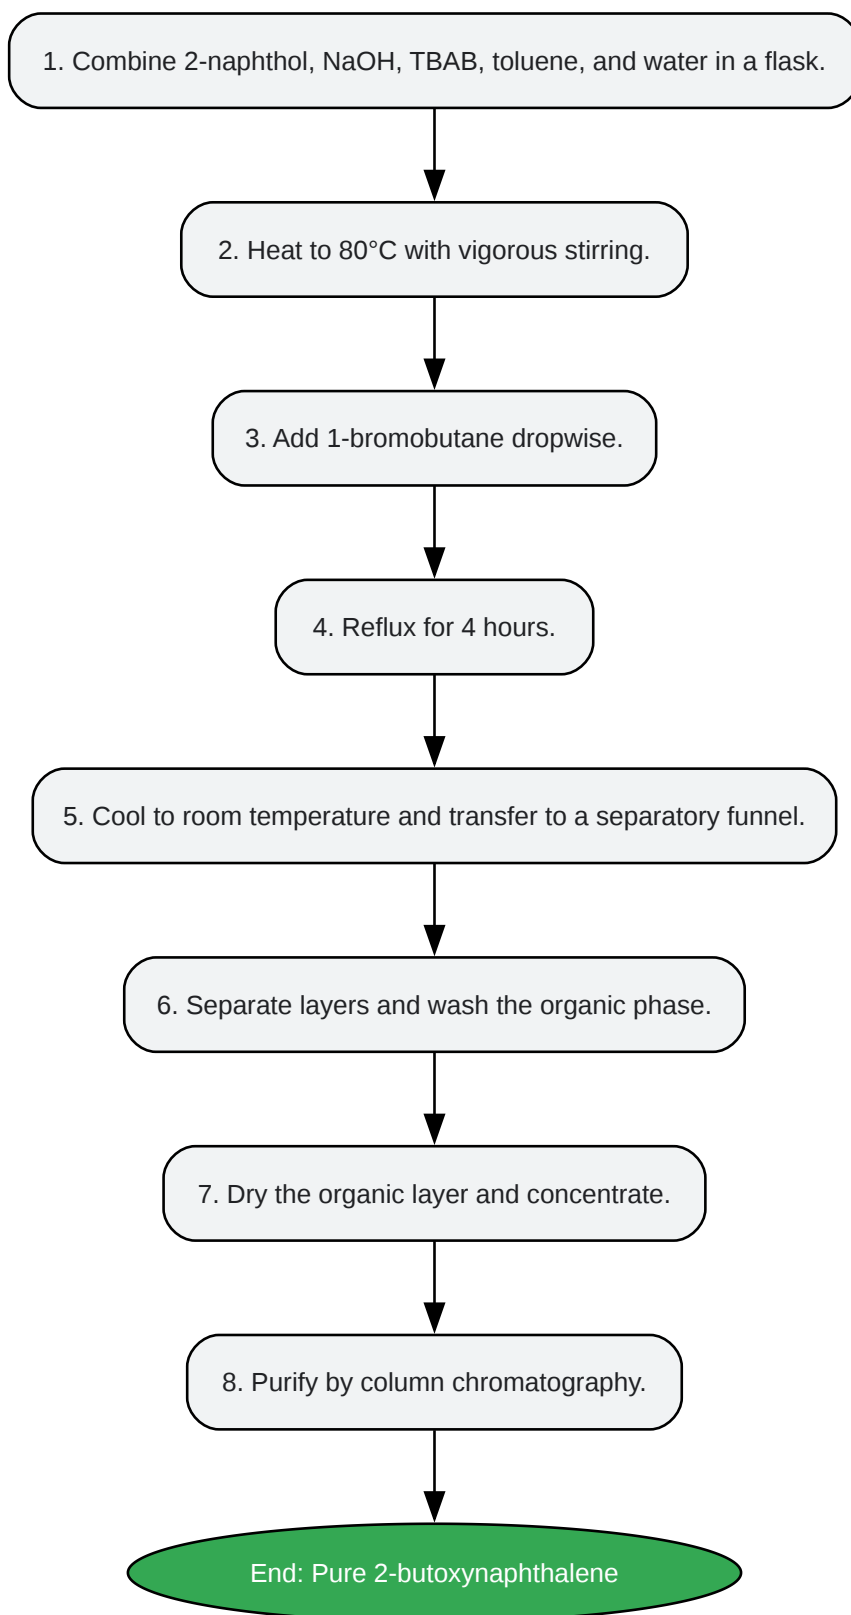 1. Combine 2-naphthol, NaOH, TBAB, toluene, and water in a flask.
2. Heat to 80°C with vigorous stirring.
3. Add 1-bromobutane dropwise.
4. Reflux for 4 hours.
5. Cool to room temperature and transfer to a separatory funnel.
6. Separate layers and wash the organic phase.
7. Dry the organic layer and concentrate.
8. Purify by column chromatography.
End: Pure 2-butoxynaphthalene